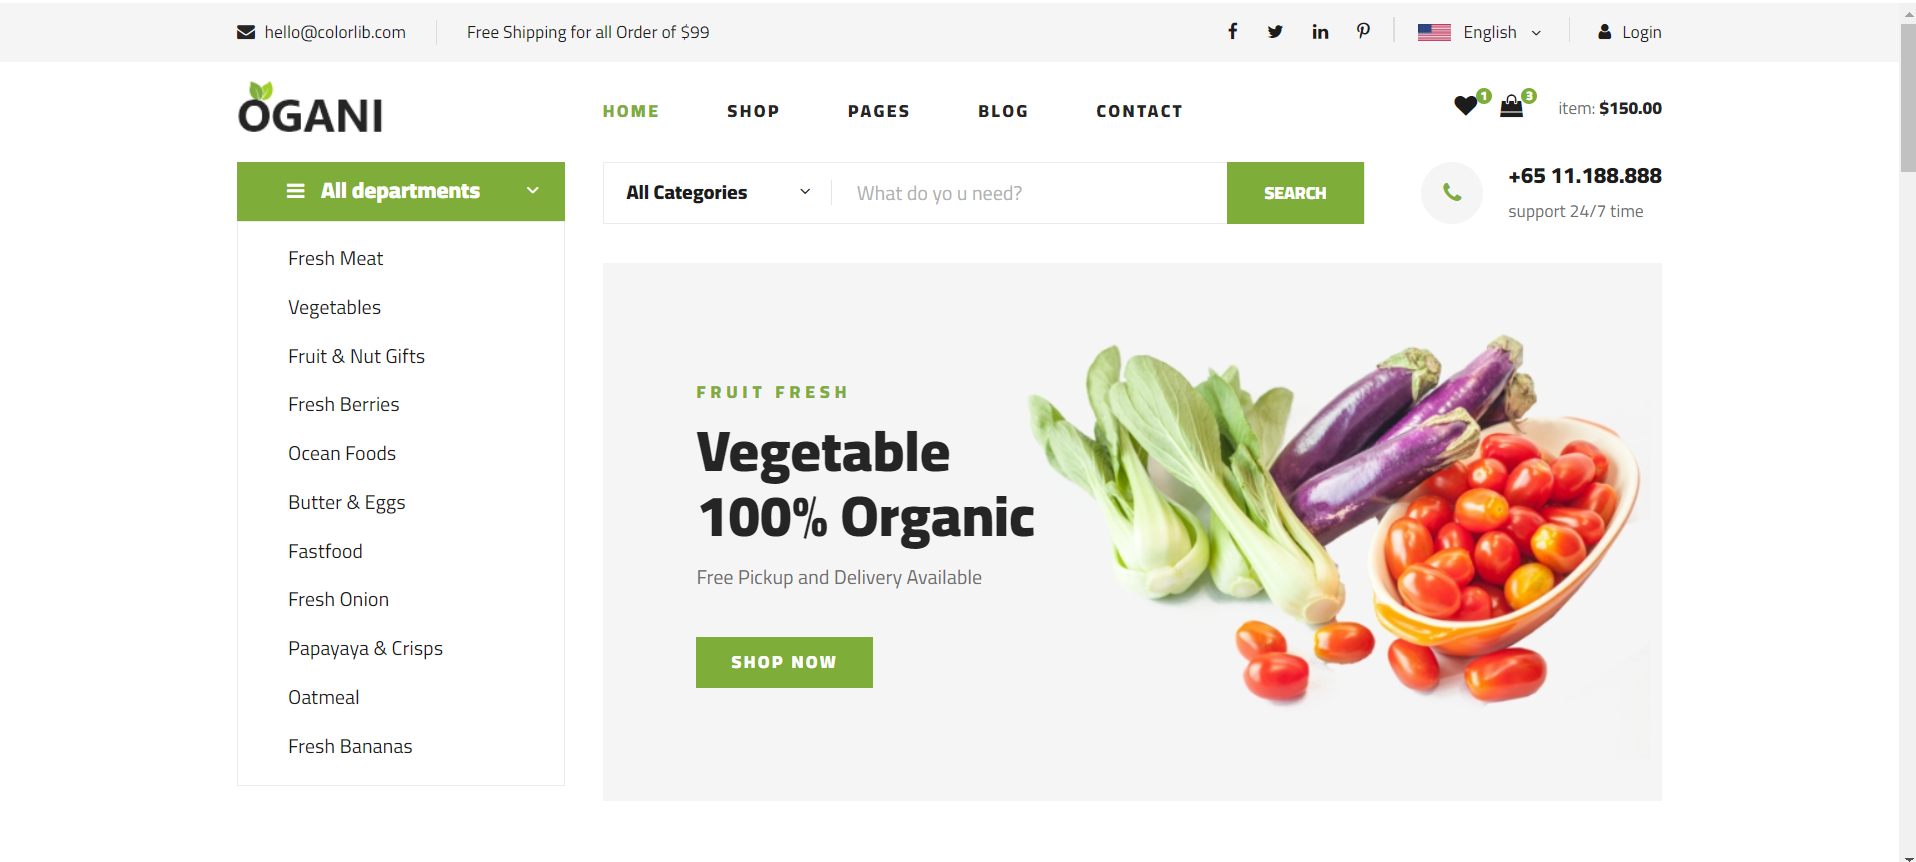 hello@colorlib.com
Free Shipping for all Order of $99
English
Login
OGANI
HOME
SHOP
PAGES
BLOG
CONTACT
1
3
item: $150.00
All departments
All Categories
What do yo u need?
SEARCH
+65 11.188.888
support 24/7 time
Fresh Meat
Vegetables
Fruit & Nut Gifts
Fresh Berries
Ocean Foods
Butter & Eggs
Fastfood
Fresh Onion
Papayaya & Crisps
Oatmeal
Fresh Bananas
FRUIT FRESH
Vegetable
100% Organic
Free Pickup and Delivery Available
SHOP NOW